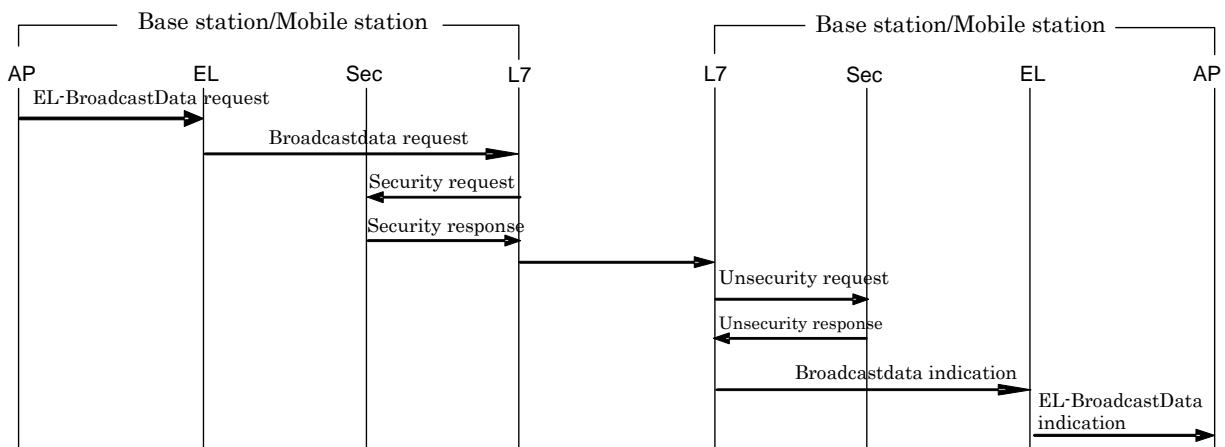 Base station/Mobile station
Base station/Mobile station
AP
EL
Sec
L7
L7
Sec
EL
AP
EL-BroadcastData request
Broadcastdata request
Security request
Security response
Unsecurity request
Unsecurity response
Broadcastdata indication
EL-BroadcastData
indication